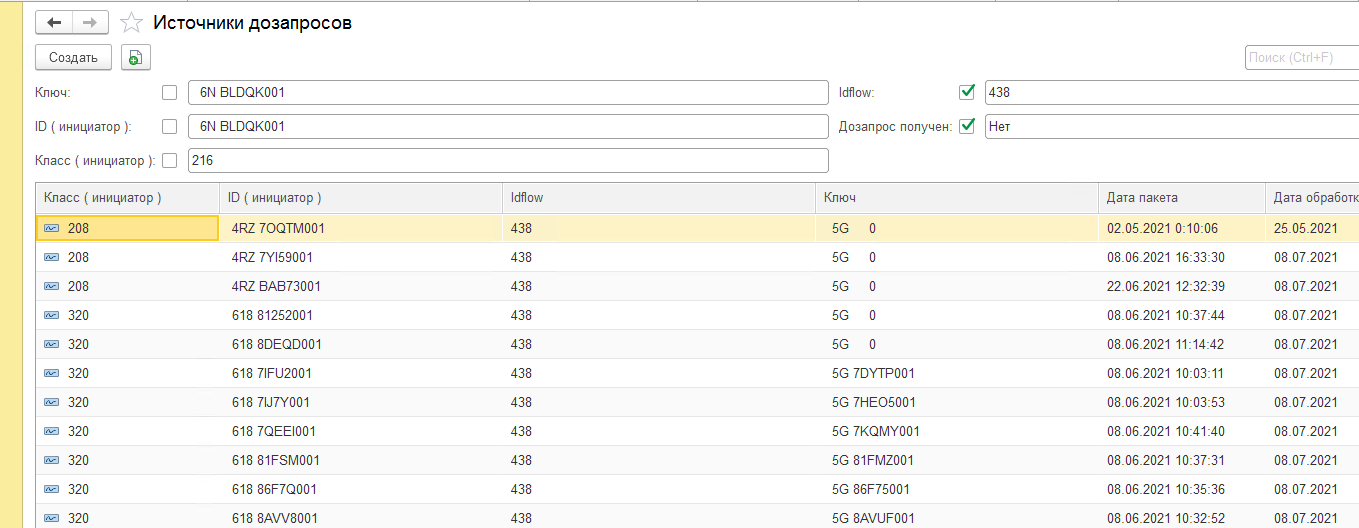 Источники дозапросов
Создать
Поиск (Ctrl+F)
Ключ: 6N BLDQK001 Idflow: 438
ID ( инициатор ): 6N BLDQK001 Дозапрос получен: Нет
Класс ( инициатор ): 216
Класс ( инициатор ) ID ( инициатор ) Idflow Ключ Дата пакета Дата обработк
208 4RZ 7OQTM001 438 5G 0 02.05.2021 0:10:06 25.05.2021
208 4RZ 7YI59001 438 5G 0 08.06.2021 16:33:30 08.07.2021
208 4RZ BAB73001 438 5G 0 22.06.2021 12:32:39 08.07.2021
320 618 81252001 438 5G 0 08.06.2021 10:37:44 08.07.2021
320 618 8DEQD001 438 5G 0 08.06.2021 11:14:42 08.07.2021
320 618 7IFU2001 438 5G 7DYTP001 08.06.2021 10:03:11 08.07.2021
320 618 7IJ7Y001 438 5G 7HEO5001 08.06.2021 10:03:53 08.07.2021
320 618 7QEEI001 438 5G 7KQMY001 08.06.2021 10:41:40 08.07.2021
320 618 81FSM001 438 5G 81FMZ001 08.06.2021 10:37:31 08.07.2021
320 618 86F7Q001 438 5G 86F75001 08.06.2021 10:35:36 08.07.2021
320 618 8AVV8001 438 5G 8AVUF001 08.06.2021 10:32:52 08.07.2021